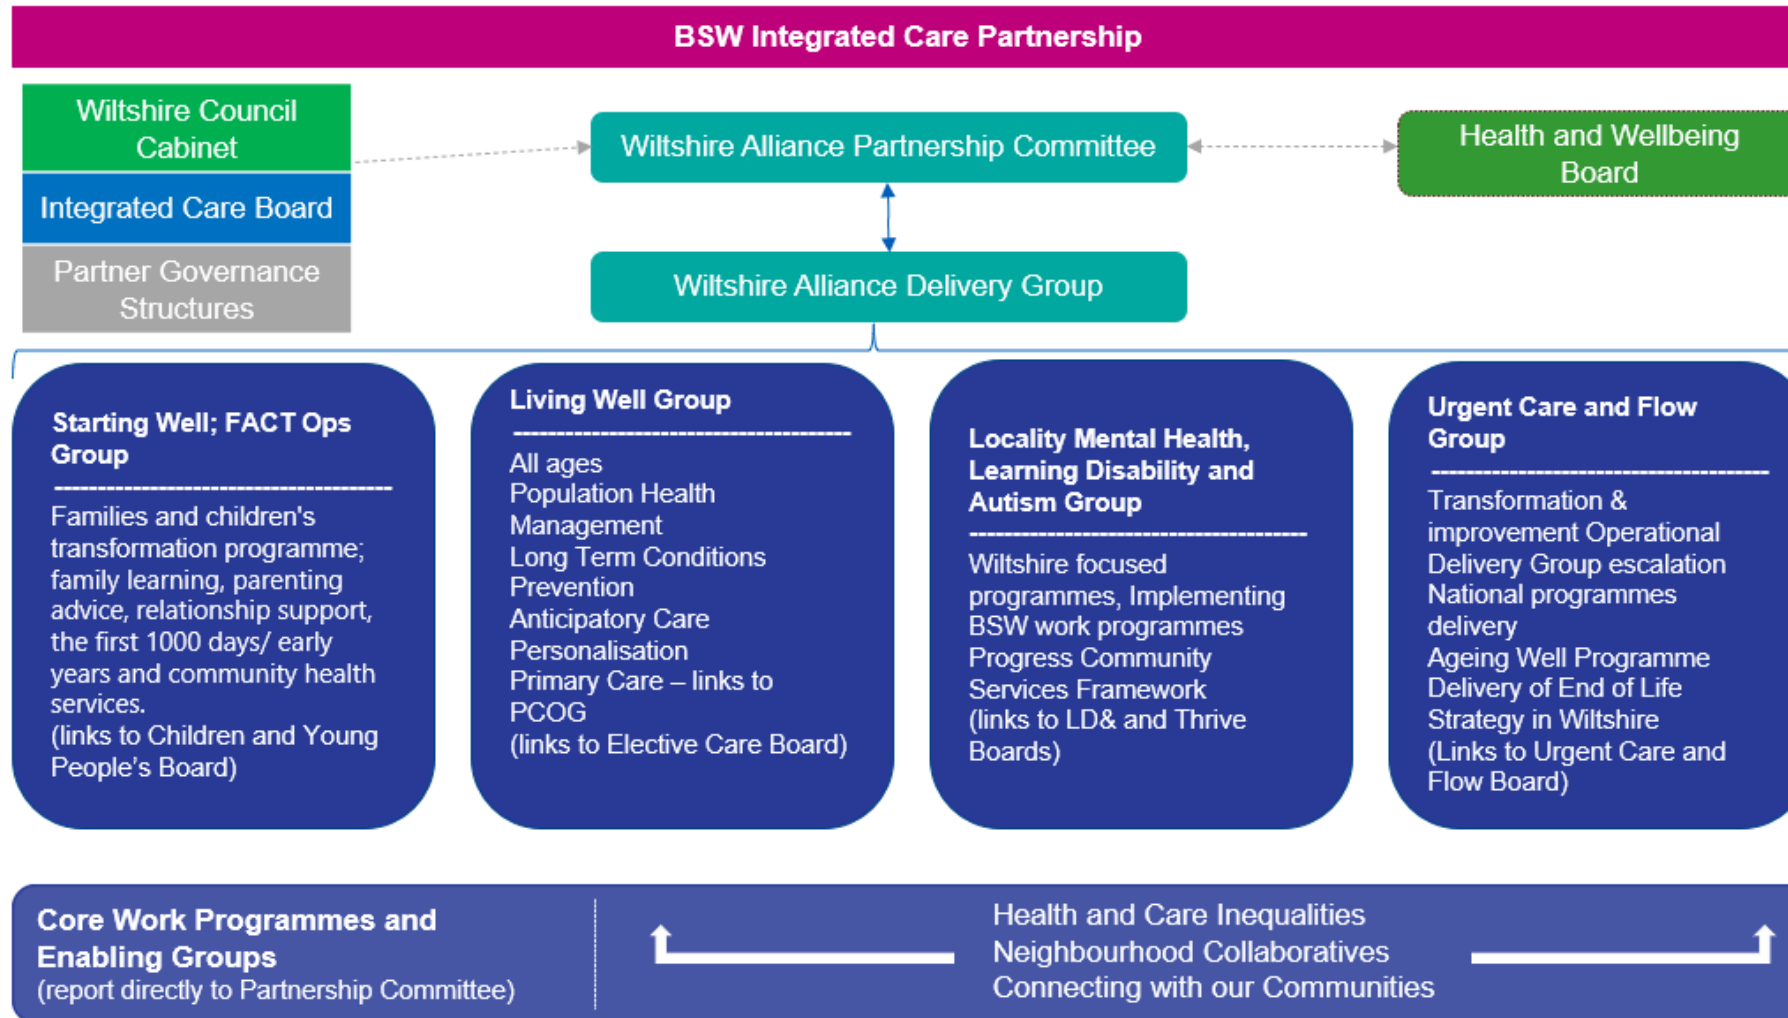 BSW Integrated Care Partnership
Wiltshire Council
Cabinet
Integrated Care Board
Partner Governance
Structures
Wiltshire Alliance Partnership Committee
Health and Wellbeing
Board
Wiltshire Alliance Delivery Group
Starting Well; FACT Ops
Group
Families and children's
transformation programme;
family learning, parenting
advice, relationship support,
the first 1000 days/ early
years and community health
services.
(links to Children and Young
People's Board)
Living Well Group
All ages
Population Health
Management
Long Term Conditions
Prevention
Anticipatory Care
Personalisation
Primary Care – links to
PCOG
(links to Elective Care Board)
Locality Mental Health,
Learning Disability and
Autism Group
Wiltshire focused
programmes, Implementing
BSW work programmes
Progress Community
Services Framework
(links to LD& and Thrive
Boards)
Urgent Care and Flow
Group
Transformation &
improvement Operational
Delivery Group escalation
National programmes
delivery
Ageing Well Programme
Delivery of End of Life
Strategy in Wiltshire
(Links to Urgent Care and
Flow Board)
Core Work Programmes and
Enabling Groups
(report directly to Partnership Committee)
Health and Care Inequalities
Neighbourhood Collaboratives
Connecting with our Communities